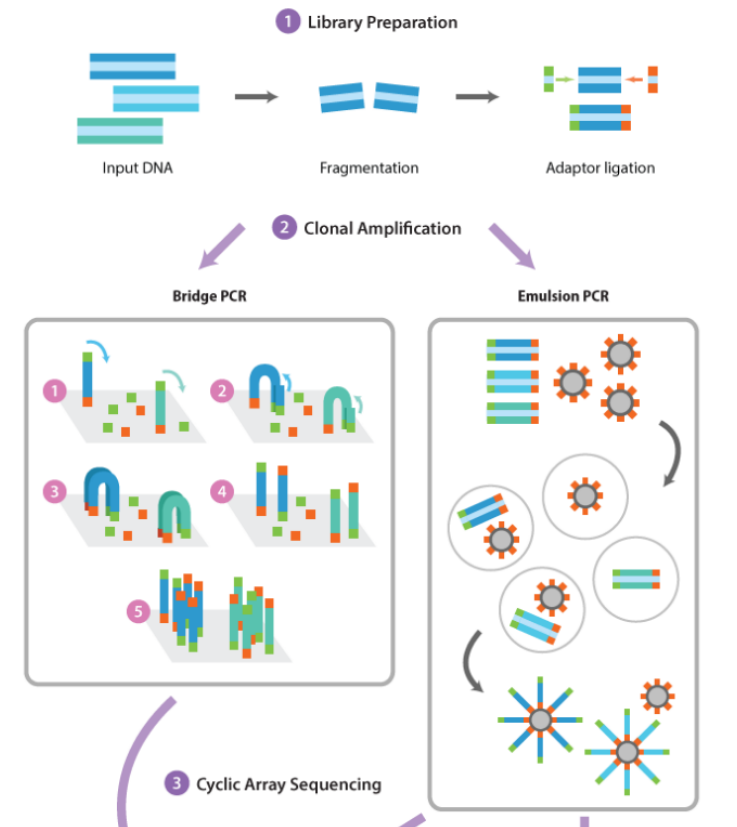 1 Library Preparation
Input DNA
Fragmentation
Adaptor ligation
2 Clonal Amplification
Bridge PCR
Emulsion PCR
1
2
3
4
5
3 Cyclic Array Sequencing